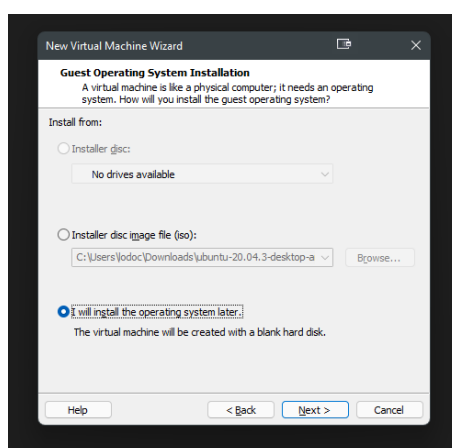 New Virtual Machine Wizard
Guest Operating System Installation
A virtual machine is like a physical computer; it needs an operating
system. How will you install the guest operating system?
Install from:
Installer disc:
No drives available
Installer disc image file (iso):
C:\Users\lodoc\Downloads\ubuntu-20.04.3-desktop-a
Browse...
I will install the operating system later.
The virtual machine will be created with a blank hard disk.
Help
< Back
Next >
Cancel